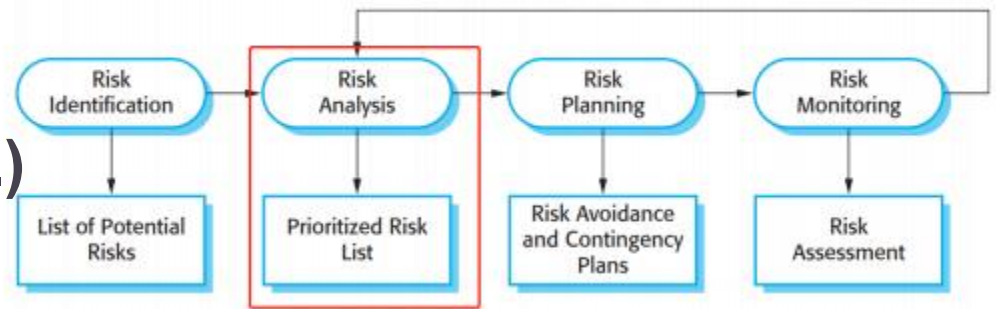 Risk
Identification
Risk
Analysis
Risk
Planning
Risk
Monitoring
)
List of Potential
Risks
Prioritized Risk
List
Risk Avoidance
and Contingency
Plans
Risk
Assessment